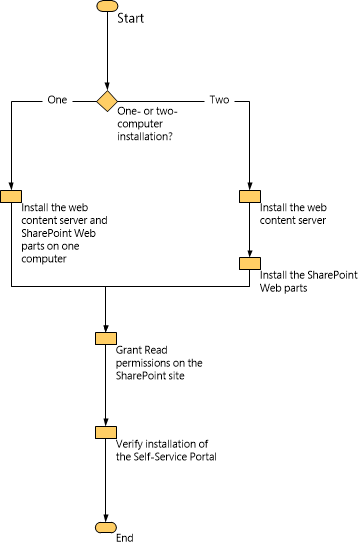 Start
One
Two
One- or two-
computer
installation?
Install the web
content server and
SharePoint Web
parts on one
computer
Install the web
content server
Install the SharePoint
Web parts
Grant Read
permissions on the
SharePoint site
Verify installation of
the Self-Service Portal
End